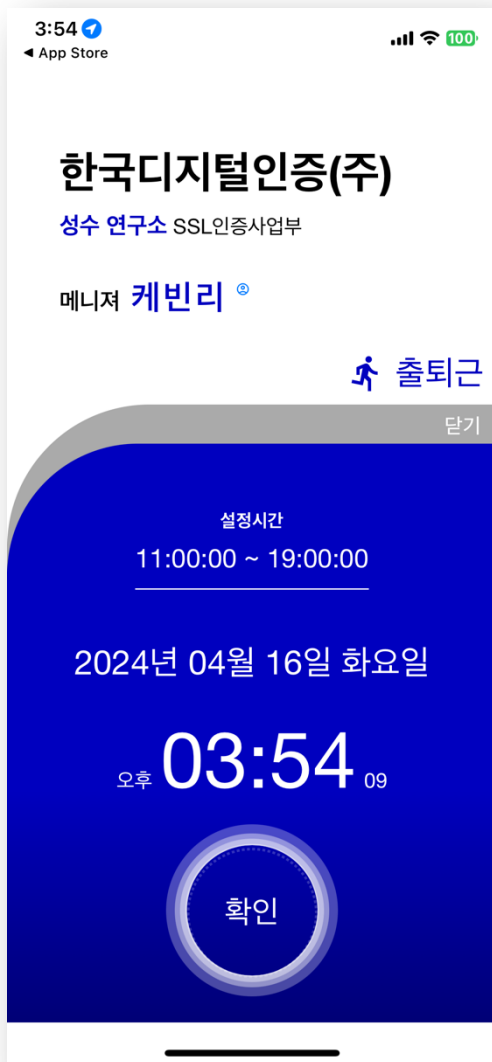 3:54
100
◀ App Store
한국디지털인증(주)
성수 연구소 SSL인증사업부
메니져 케빈리
출퇴근
닫기
설정시간
11:00:00 ~ 19:00:00
2024년 04월 16일 화요일
오후 03:54 09
확인